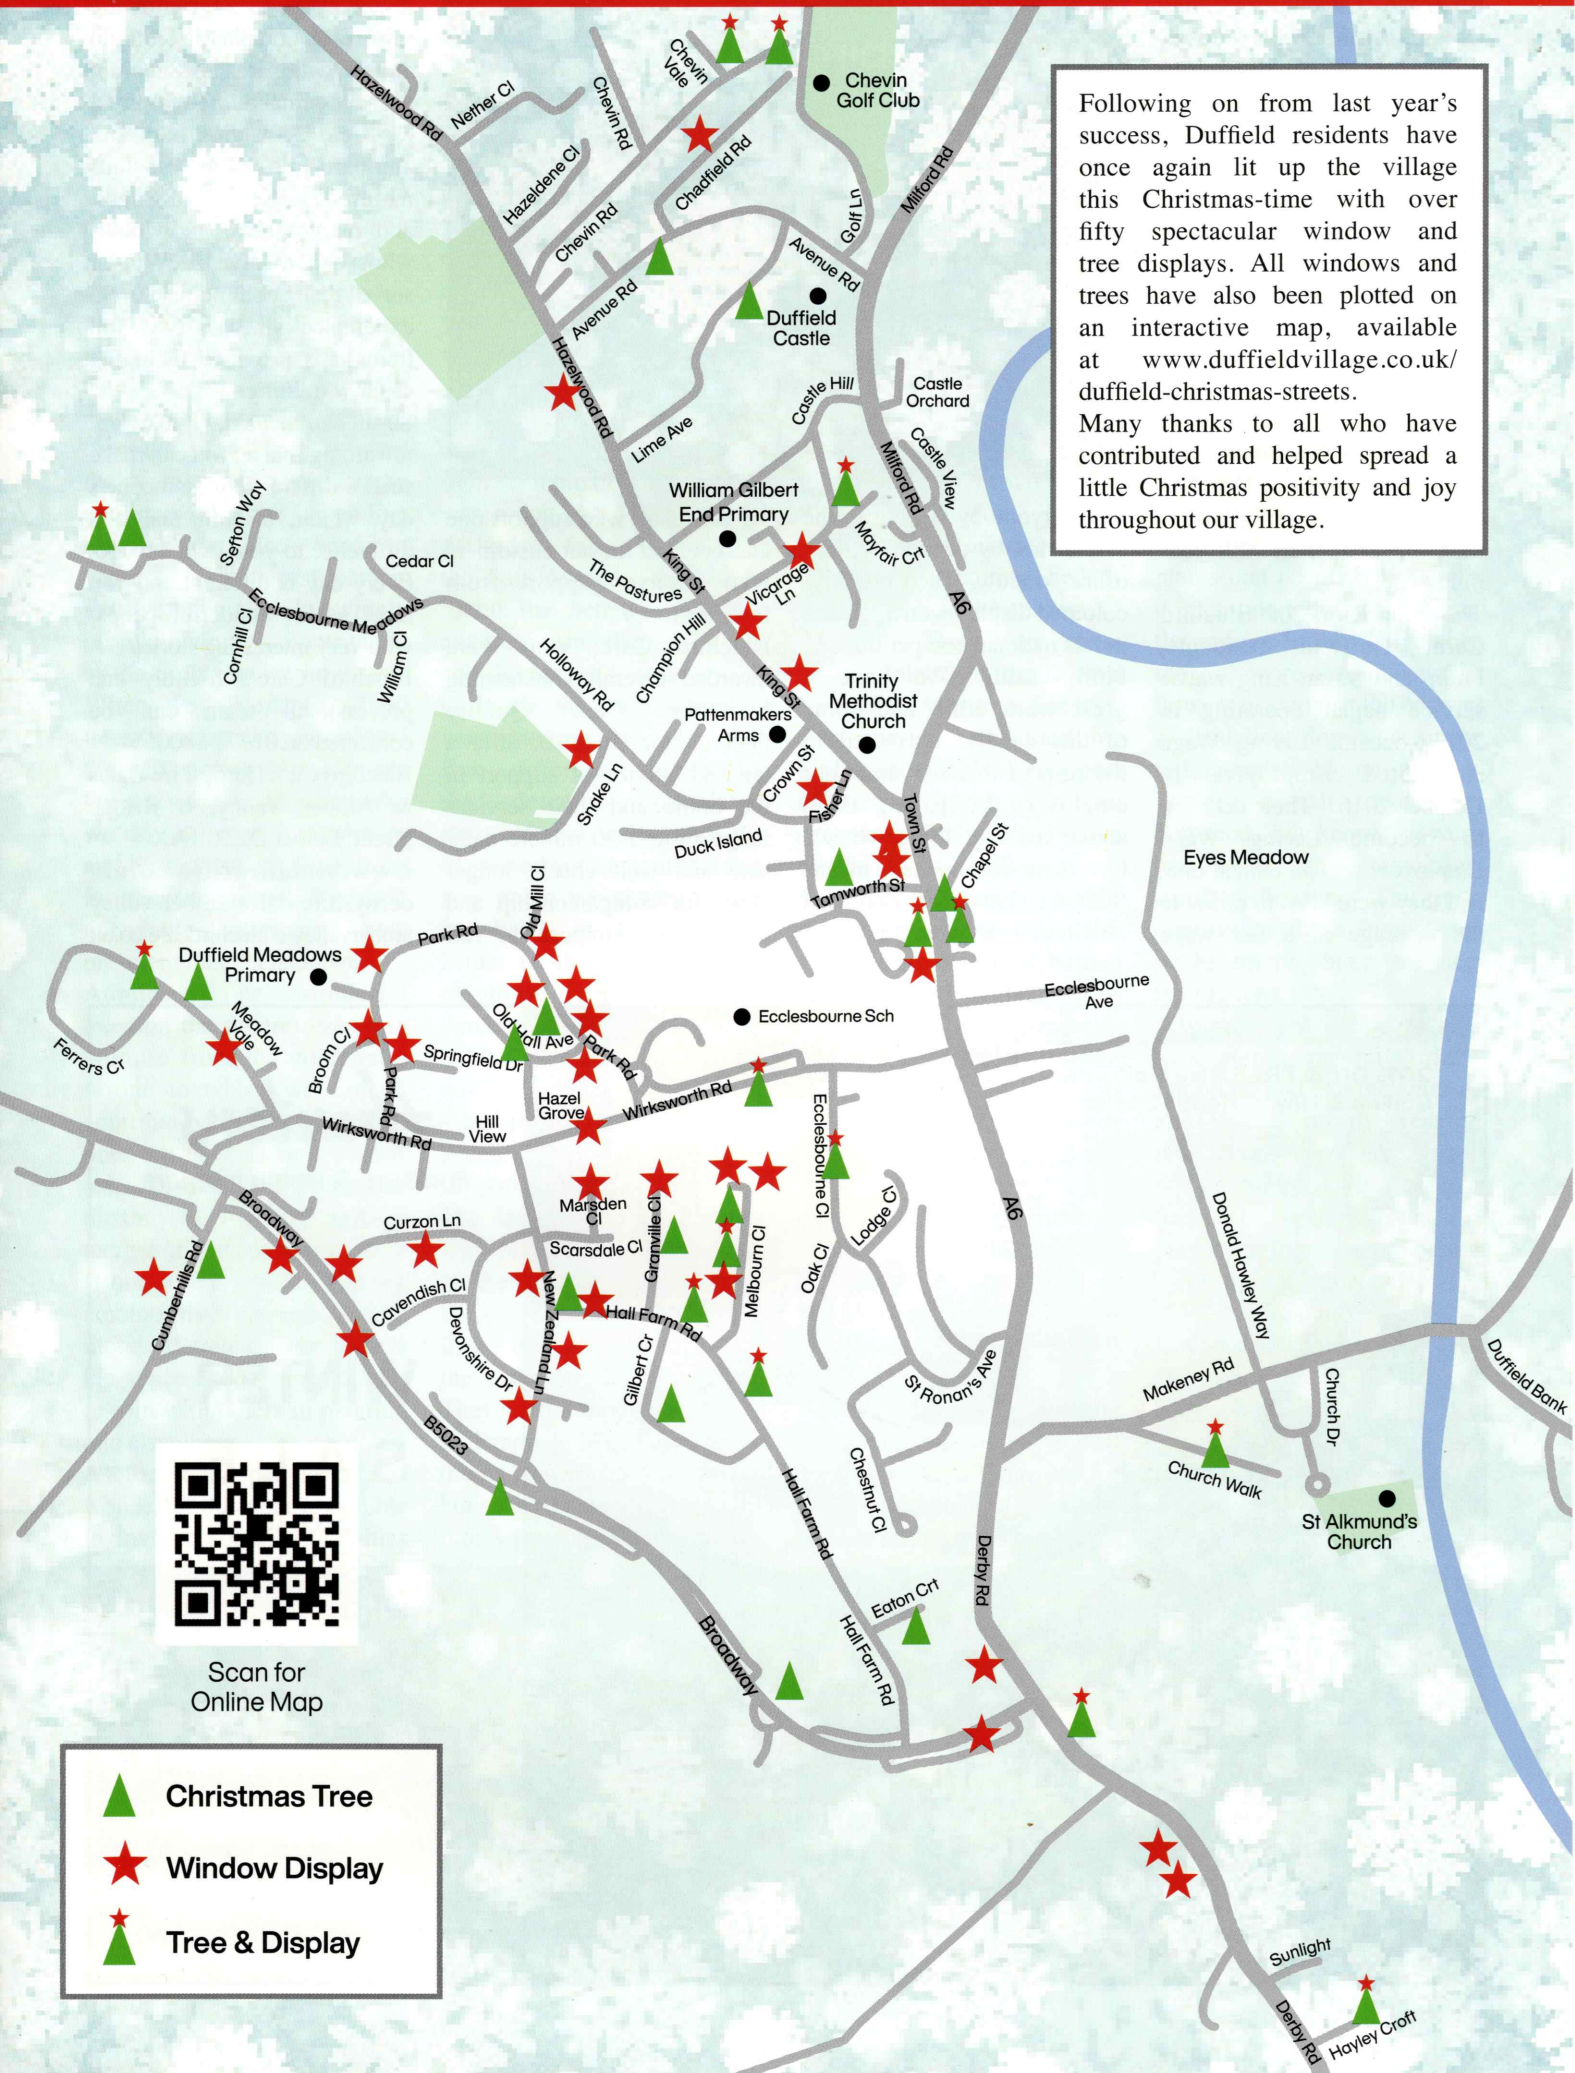 Following on from last year's
success, Duffield residents have
once again lit up the village
this Christmas-time with over
fifty spectacular window and
tree displays. All windows and
trees have also been plotted on
an interactive map, available
at www.duffieldvillage.co.uk/
duffield-christmas-streets.
Many thanks to all who have
contributed and helped spread a
little Christmas positivity and joy
throughout our village.
Hazelwood Rd
Nether Cl
Chevin Rd
Chevin
Vale
Chevin
Golf Club
Hazeldene Cl
Chevin Rd
Chadfield Rd
Golf Ln
Milford Rd
Avenue Rd
Avenue Rd
Duffield
Castle
Hazelwood Rd
Lime Ave
Castle Hill
Castle
Orchard
Milford Rd
Castle View
William Gilbert
End Primary
Mayfair Crt
Sefton Way
Cedar Cl
The Pastures
King St
Vicarage
Ln
A6
Ecclesbourne Meadows
Cornhill Cl
William Cl
Holloway Rd
Champion Hill
King St
Trinity
Methodist
Church
Pattenmakers
Arms
Crown St
Fisher Ln
Snake Ln
Duck Island
Town St
Chapel St
Tamworth St
Eyes Meadow
Old Mill Cl
Park Rd
Duffield Meadows
Primary
Meadow
Vale
Ferrers Cr
Broom Cl
Springfield Dr
Old Hall Ave
Park Rd
Park Rd
Hazel
Grove
Hill
View
Wirksworth Rd
Wirksworth Rd
Ecclesbourne Sch
Ecclesbourne
Ave
Ecclesbourne Cl
Marsden
Cl
Scarsdale Cl
Granville Cl
Melbourn Cl
Oak Cl
Lodge Cl
A6
Donald Hawley Way
Broadway
Curzon Ln
Cumberhills Rd
Cavendish Cl
Devonshire Dr
New Zealand Ln
Hall Farm Rd
Gilbert Cr
St Ronan's Ave
Makeney Rd
Church Dr
Duffield Bank
Church Walk
St Alkmund's
Church
B5023
Chestnut Cl
Hall Farm Rd
Derby Rd
Eaton Crt
Hall Farm Rd
Broadway
Scan for
Online Map
Christmas Tree
Window Display
Tree & Display
Sunlight
Derby Rd
Hayley Croft